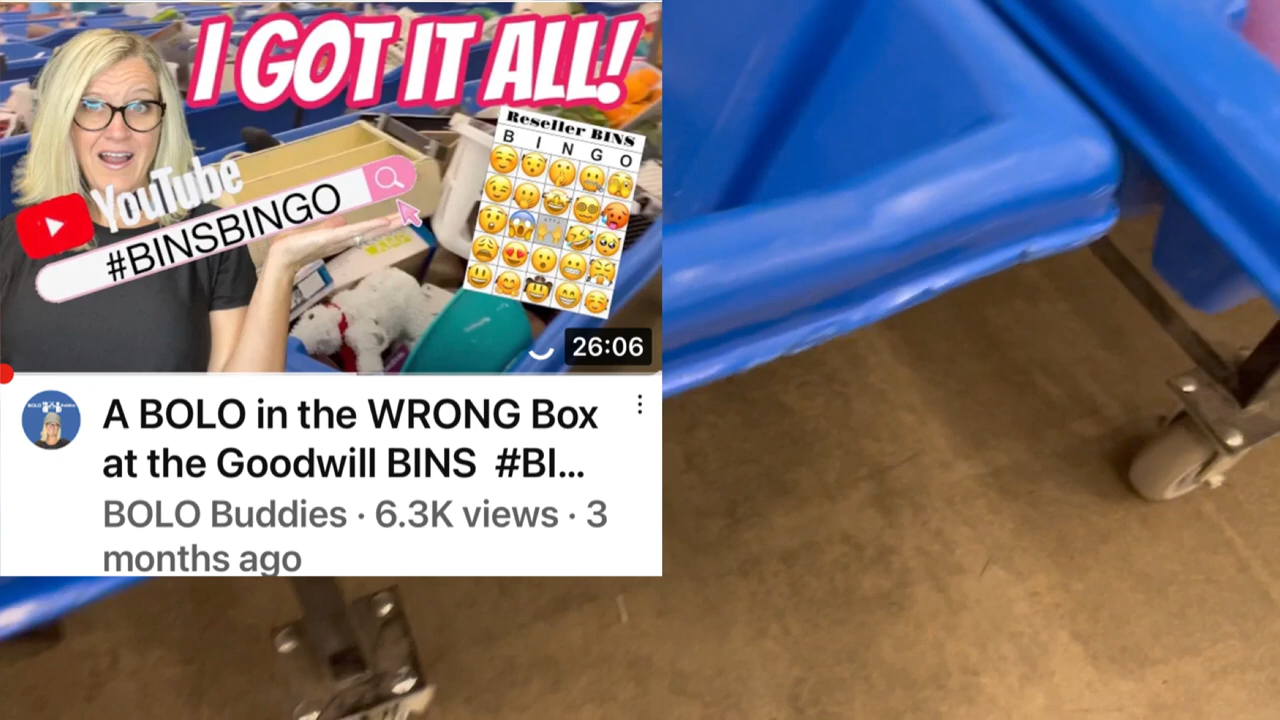 I GOT IT ALL!
Reseller BINS
B I N G O
YouTube
#BINSBINGO
26:06
A BOLO in the WRONG Box
at the Goodwill BINS #BI...
BOLO Buddies · 6.3K views · 3
months ago